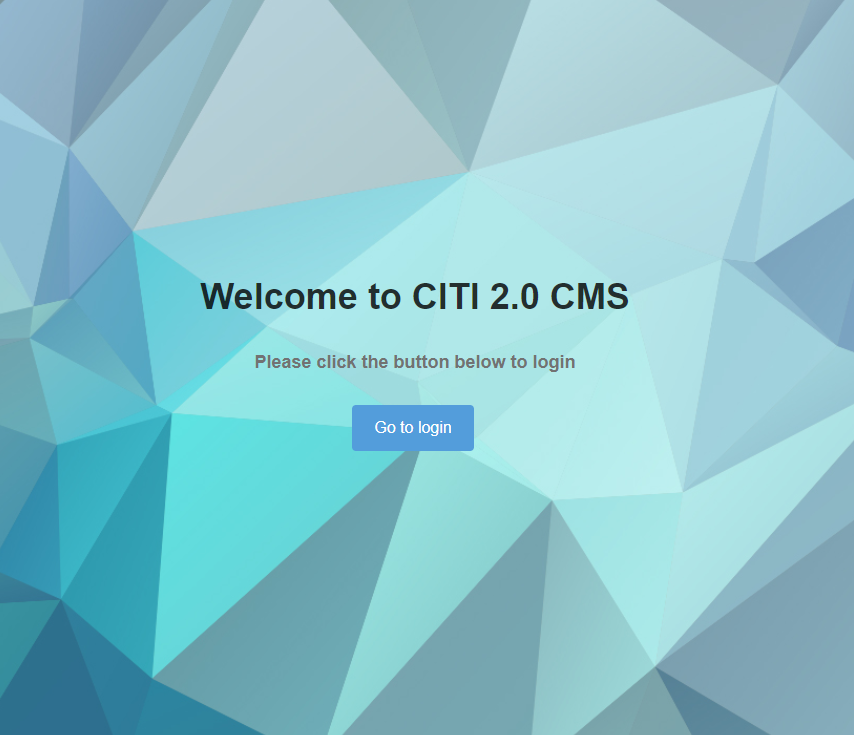 Welcome to CITI 2.0 CMS
Please click the button below to login
Go to login